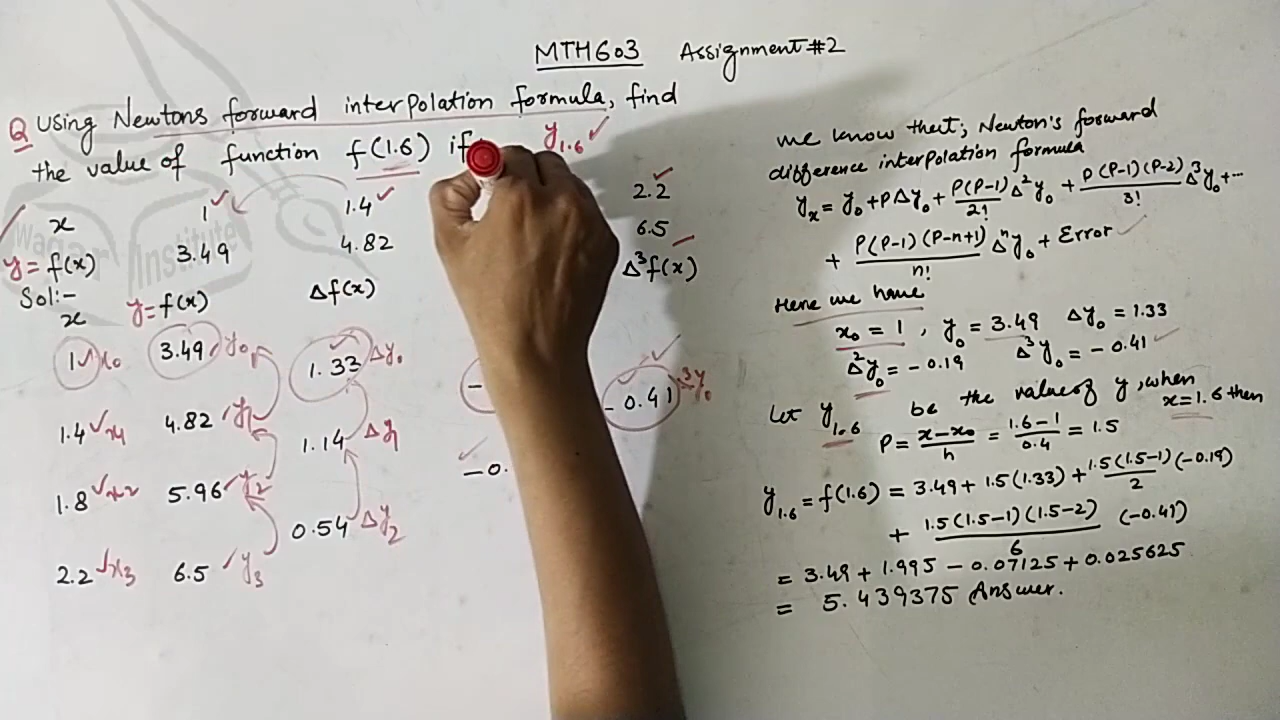 MTH603 Assignment #2
Q Using Newtons forward interpolation formula, find
the value of function f(1.6) if y₁.₆ ✓
x 1 ✓ 1.4 ✓ 2.2 ✓
y = f(x) 3.49 4.82 6.5
Sol:-
x y = f(x) Δf(x) Δ³f(x)
1 ✓ x₀ 3.49 ✓ y₀ 1.33 ✓ Δy₀ - - 0.41 ✓ Δ³y₀
1.4 ✓ x₁ 4.82 ✓ y₁ 1.14 ✓ Δy₁ ✓ -0.
1.8 ✓ x₂ 5.96 ✓ y₂ 0.54 ✓ Δy₂
2.2 ✓ x₃ 6.5 ✓ y₃
we know that; Newton's forward
difference interpolation formula
yₓ = y₀ + PΔy₀ + P(P-1)/2! Δ²y₀ + P(P-1)(P-2)/3! Δ³y₀ + ...
+ P(P-1)(P-n+1)/n! Δⁿy₀ + Error ✓
Here we have
x₀ = 1 , y₀ = 3.49 Δy₀ = 1.33
Δ²y₀ = - 0.19 Δ³y₀ = - 0.41 ✓
Let y₁.₆ be the value of y, when
x = 1.6 then
P = x-x₀/h = 1.6-1/0.4 = 1.5
y₁.₆ = f(1.6) = 3.49 + 1.5(1.33) + 1.5(1.5-1)/2 (-0.19)
+ 1.5(1.5-1)(1.5-2)/6 (-0.41)
= 3.49 + 1.995 - 0.07125 + 0.025625
= 5.439375 Answer.
Waqar
Institute